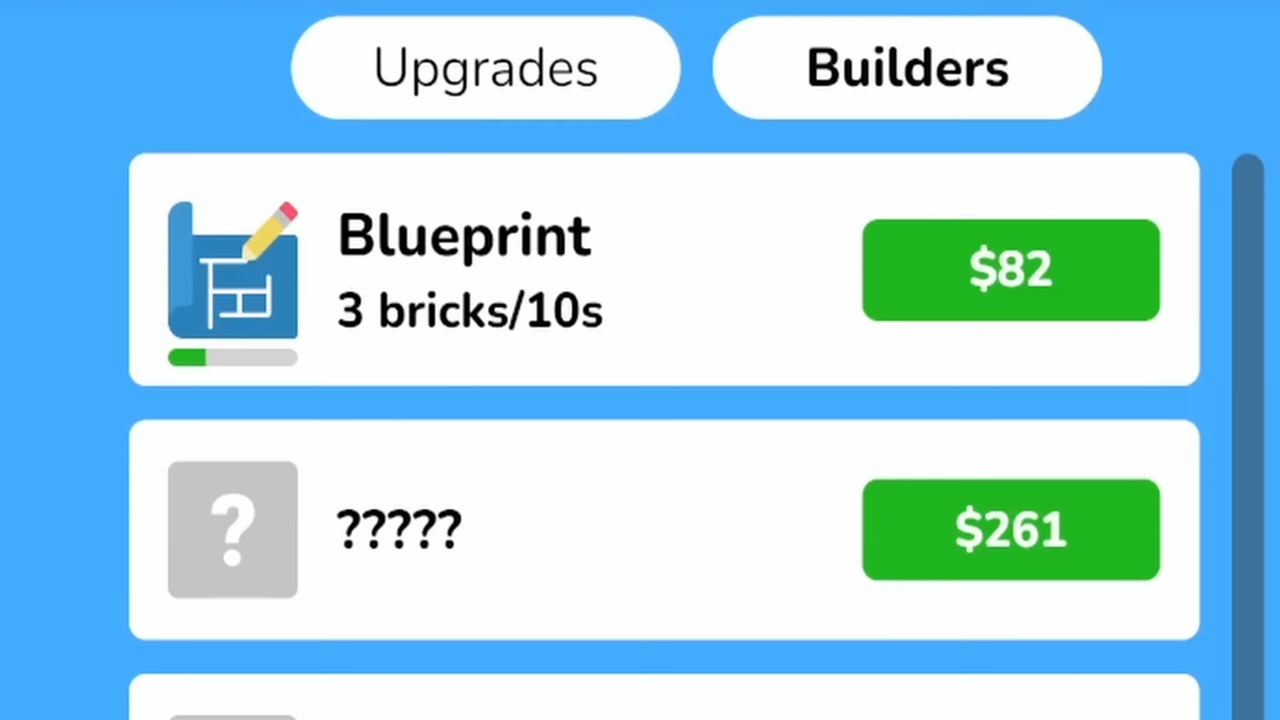 Upgrades
Builders
Blueprint
3 bricks/10s
$82
?
?????
$261